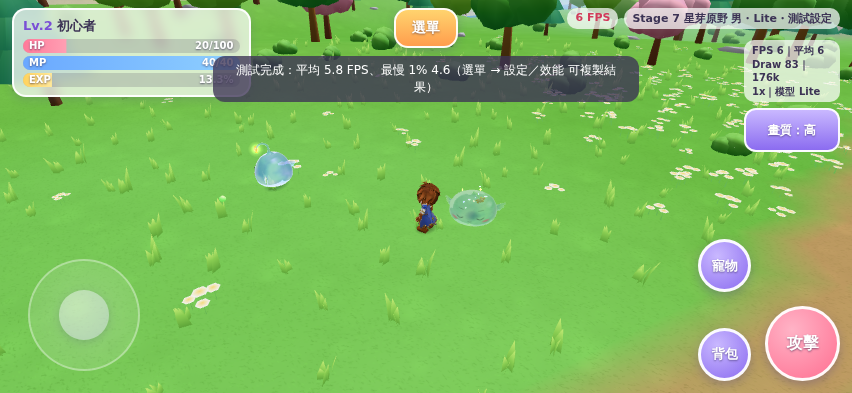 Lv.2 初心者
HP 20/100
MP 40/40
EXP
選單
6 FPS
Stage 7 星芽原野 男・Lite・測試設定
FPS 6｜平均 6
Draw 83｜
176k
1x｜模型 Lite
測試完成：平均 5.8 FPS、最慢 1% 4.6（選單 → 設定／效能 可複製結
果）
畫質：高
寵物
攻擊
背包